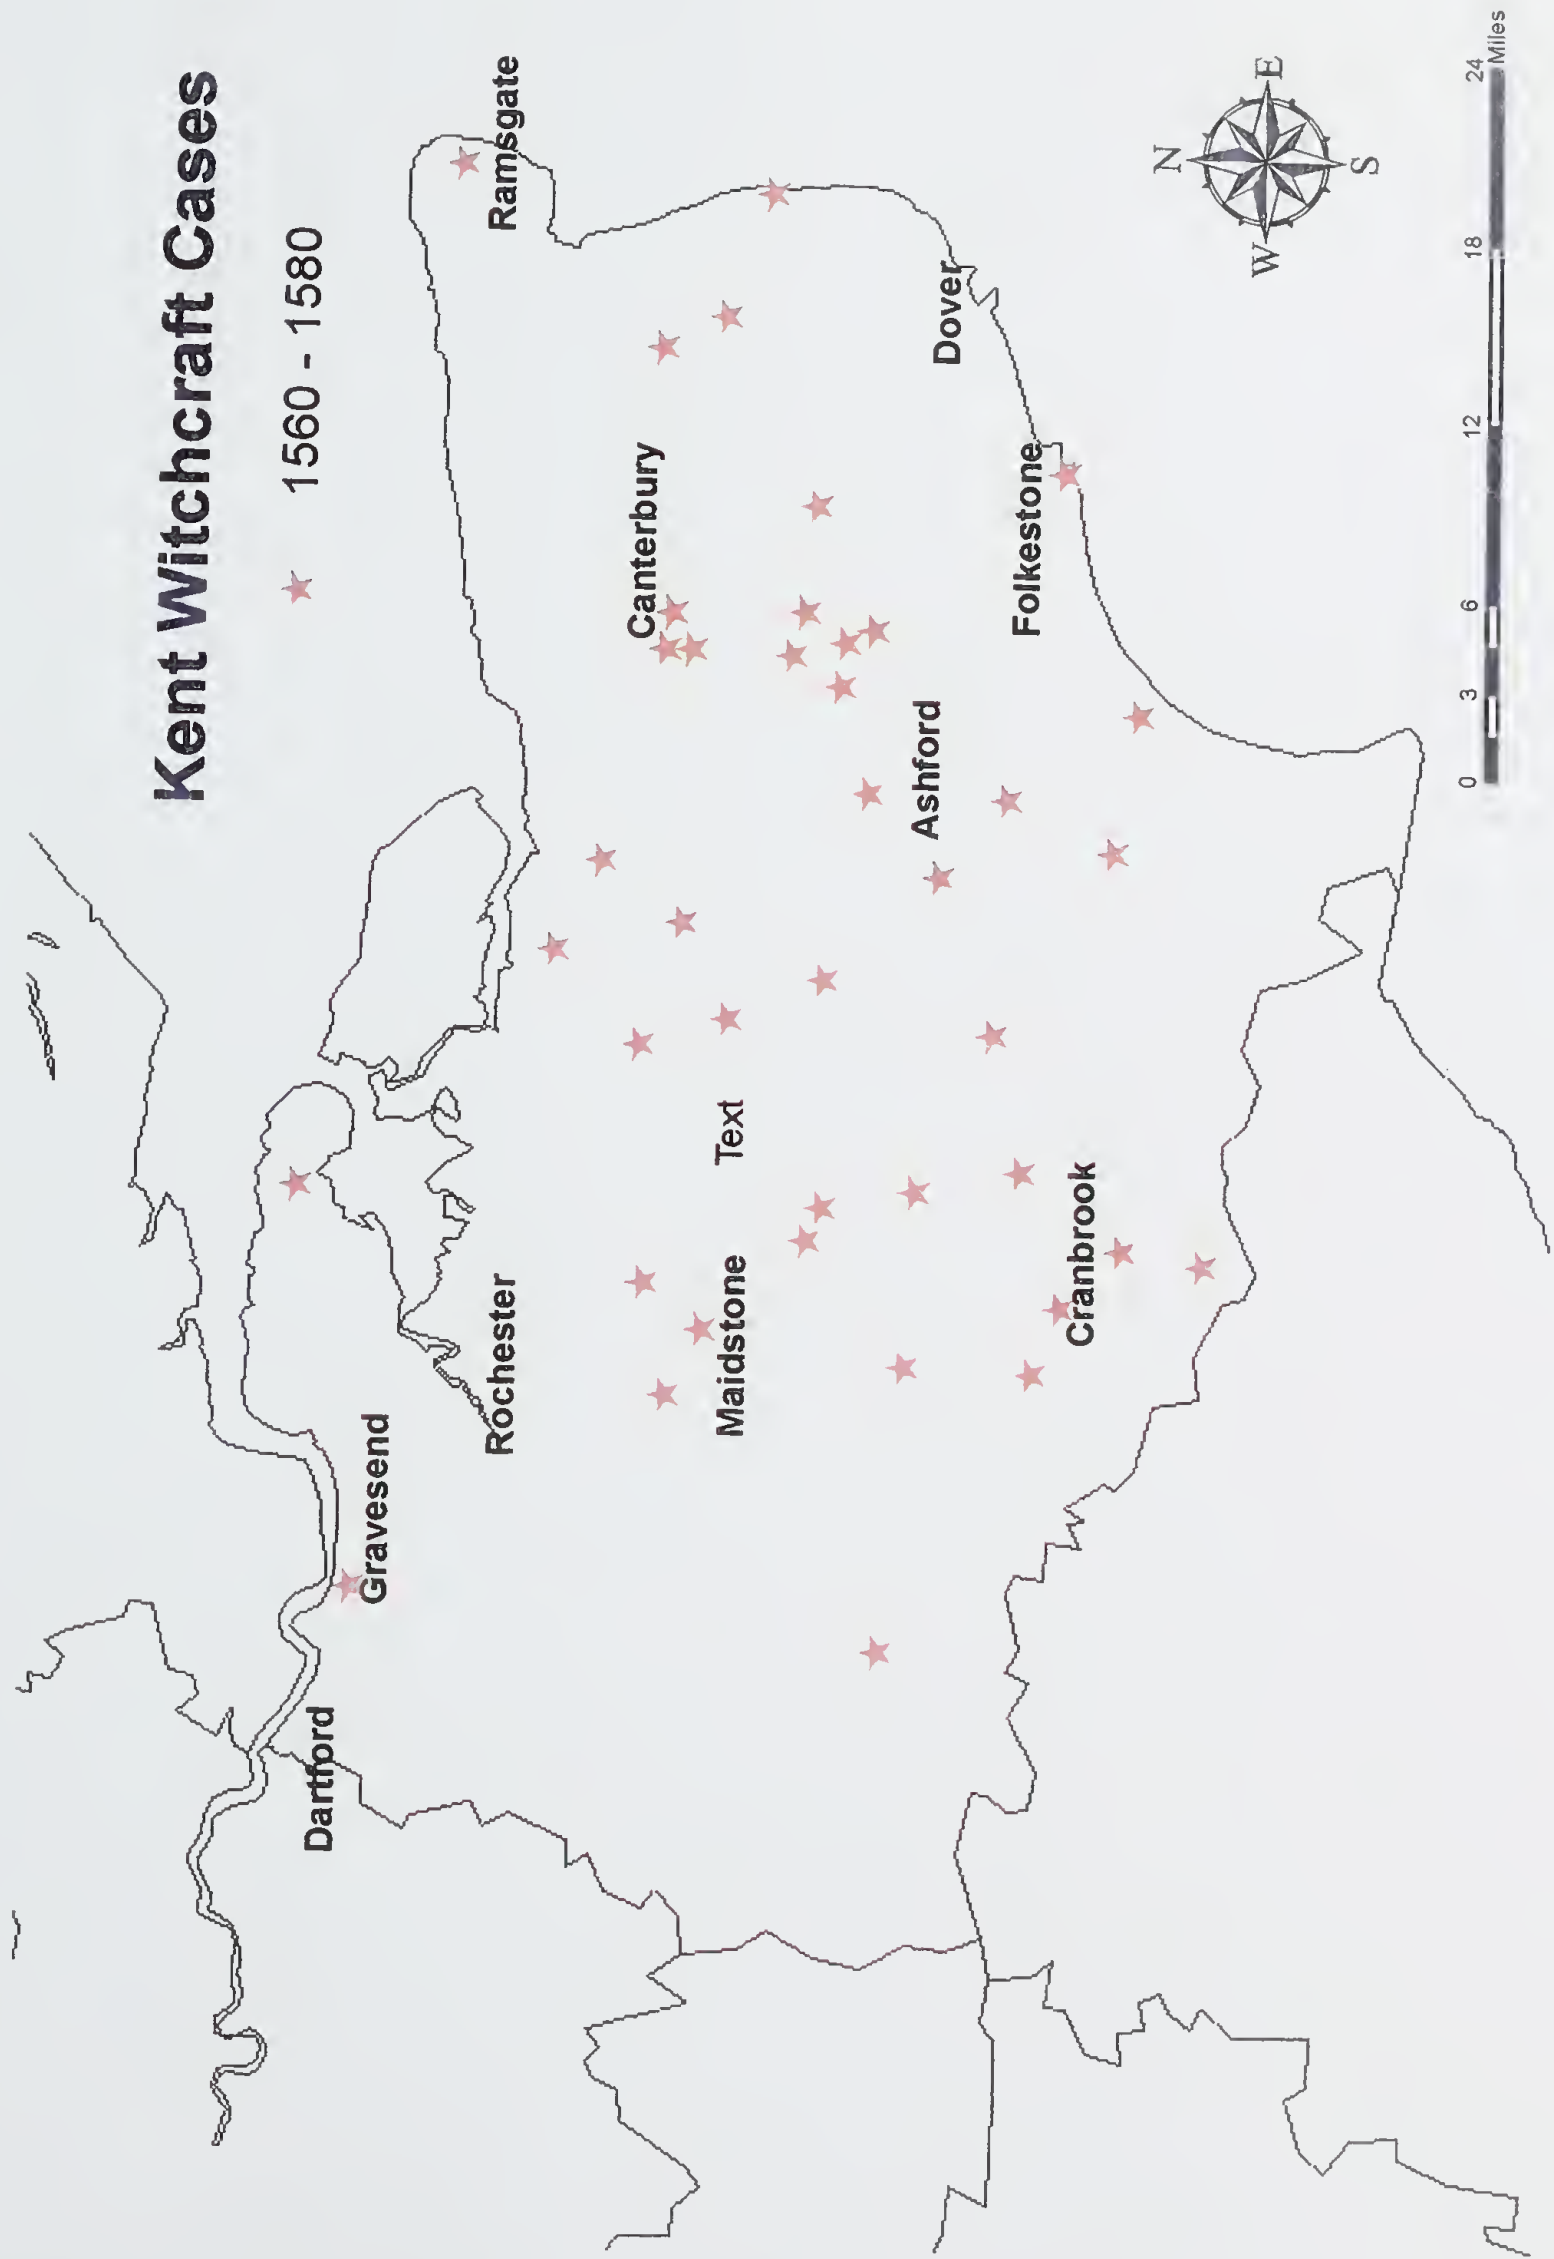 Kent Witchcraft Cases
1560 - 1580
Dartford
Gravesend
Rochester
Ramsgate
Canterbury
Maidstone
Text
Ashford
Dover
Cranbrook
Folkestone
N
W
E
S
0 3 6 12 18 24
Miles